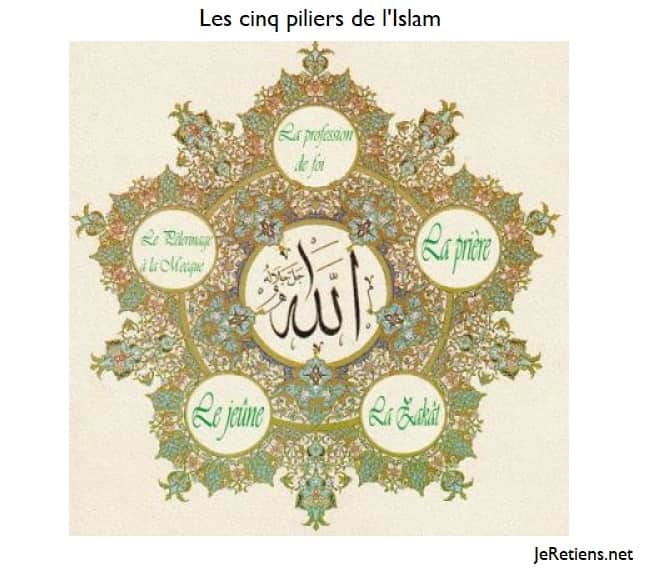 Les cinq piliers de l'Islam
La profession
de foi
Le Pèlerinage
à la Mecque
La prière
الله
جل جلاله
Le jeûne
La Zakât
JeRetiens.net